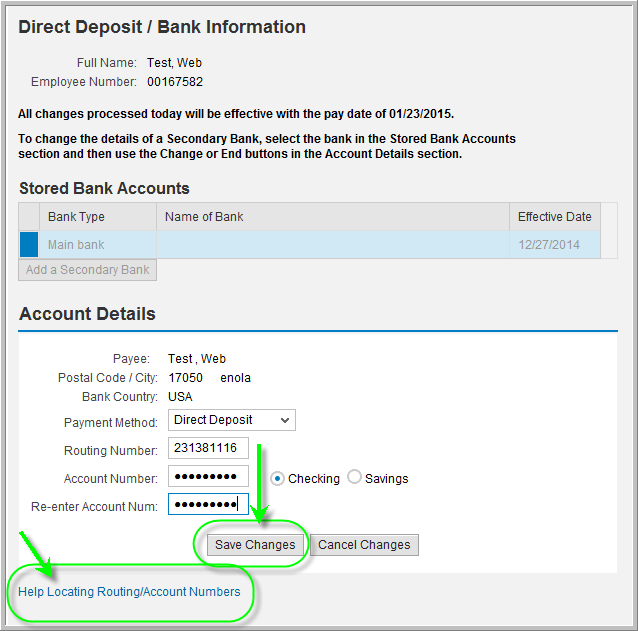 Direct Deposit / Bank Information
Full Name: Test, Web
Employee Number: 00167582
All changes processed today will be effective with the pay date of 01/23/2015.
To change the details of a Secondary Bank, select the bank in the Stored Bank Accounts
section and then use the Change or End buttons in the Account Details section.
Stored Bank Accounts
Bank Type Name of Bank Effective Date
Main bank 12/27/2014
Add a Secondary Bank
Account Details
Payee: Test , Web
Postal Code / City: 17050 enola
Bank Country: USA
Payment Method: Direct Deposit
Routing Number: 231381116
Account Number: ●●●●●●●●● Checking Savings
Re-enter Account Num: ●●●●●●●●●
Save Changes Cancel Changes
Help Locating Routing/Account Numbers